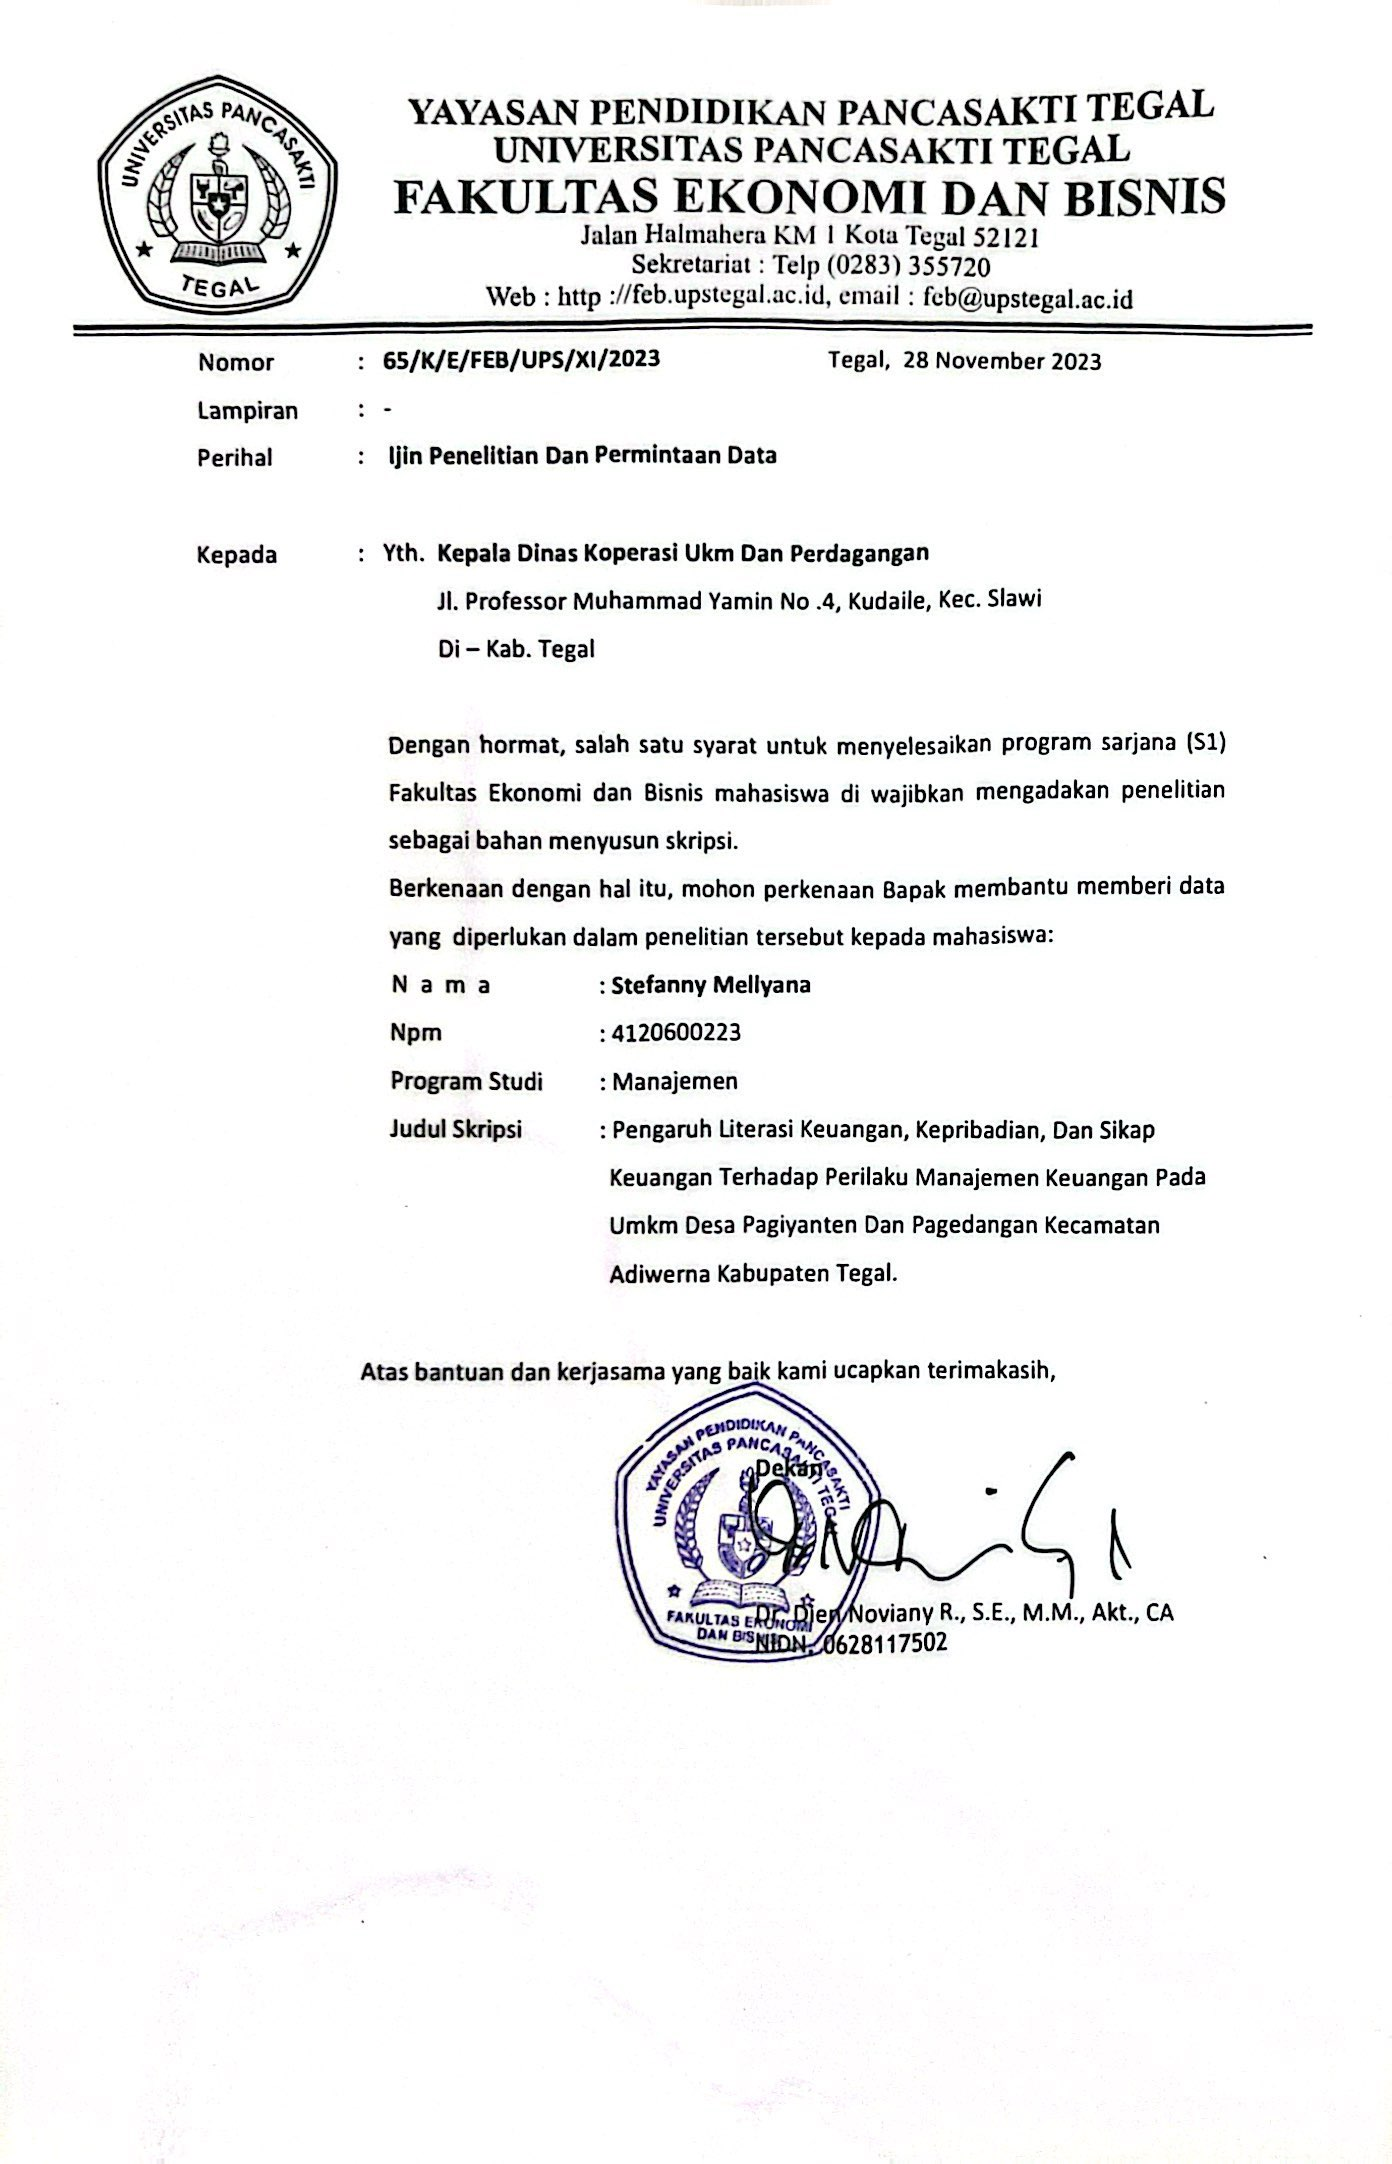 UNIVERSITAS PANCASAKTI
TEGAL
YAYASAN PENDIDIKAN PANCASAKTI TEGAL
UNIVERSITAS PANCASAKTI TEGAL
FAKULTAS EKONOMI DAN BISNIS
Jalan Halmahera KM 1 Kota Tegal 52121
Sekretariat : Telp (0283) 355720
Web : http ://feb.upstegal.ac.id, email : feb@upstegal.ac.id
Nomor : 65/K/E/FEB/UPS/XI/2023 Tegal, 28 November 2023
Lampiran : -
Perihal : Ijin Penelitian Dan Permintaan Data
Kepada : Yth. Kepala Dinas Koperasi Ukm Dan Perdagangan
Jl. Professor Muhammad Yamin No .4, Kudaile, Kec. Slawi
Di – Kab. Tegal
Dengan hormat, salah satu syarat untuk menyelesaikan program sarjana (S1)
Fakultas Ekonomi dan Bisnis mahasiswa di wajibkan mengadakan penelitian
sebagai bahan menyusun skripsi.
Berkenaan dengan hal itu, mohon perkenaan Bapak membantu memberi data
yang diperlukan dalam penelitian tersebut kepada mahasiswa:
N a m a : Stefanny Mellyana
Npm : 4120600223
Program Studi : Manajemen
Judul Skripsi : Pengaruh Literasi Keuangan, Kepribadian, Dan Sikap
Keuangan Terhadap Perilaku Manajemen Keuangan Pada
Umkm Desa Pagiyanten Dan Pagedangan Kecamatan
Adiwerna Kabupaten Tegal.
Atas bantuan dan kerjasama yang baik kami ucapkan terimakasih,
YAYASAN PENDIDIKAN PANCASAKTI
UNIVERSITAS PANCASAKTI TEGAL
Dekan
FAKULTAS EKONOMI
DAN BISNIS
Dr. Dien Noviany R., S.E., M.M., Akt., CA
NIDN. 0628117502